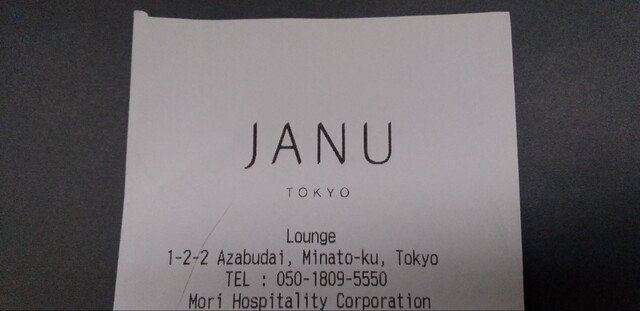 JANU
TOKYO
Lounge
1-2-2 Azabudai, Minato-ku, Tokyo
TEL : 050-1809-5550
Mori Hospitality Corporation